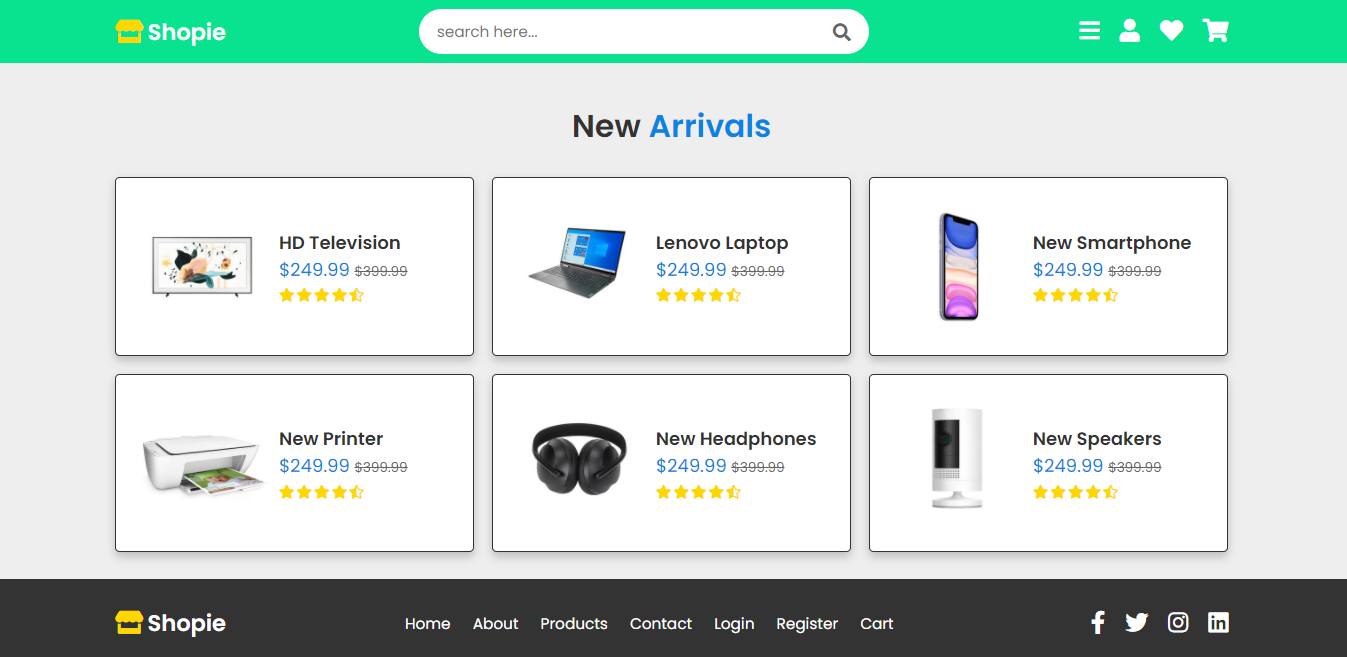 Shopie
search here...
New Arrivals
HD Television
$249.99 $399.99
Lenovo Laptop
$249.99 $399.99
New Smartphone
$249.99 $399.99
New Printer
$249.99 $399.99
New Headphones
$249.99 $399.99
New Speakers
$249.99 $399.99
Shopie
Home About Products Contact Login Register Cart